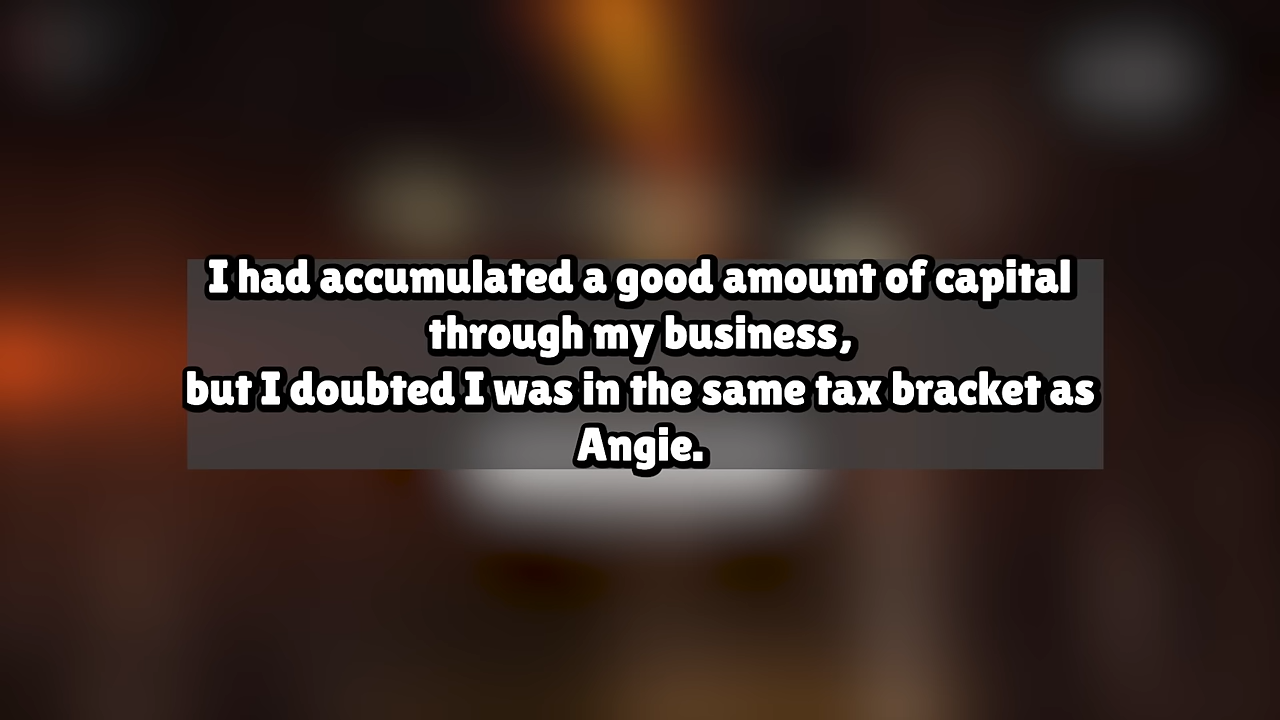 I had accumulated a good amount of capital
through my business,
but I doubted I was in the same tax bracket as
Angie.